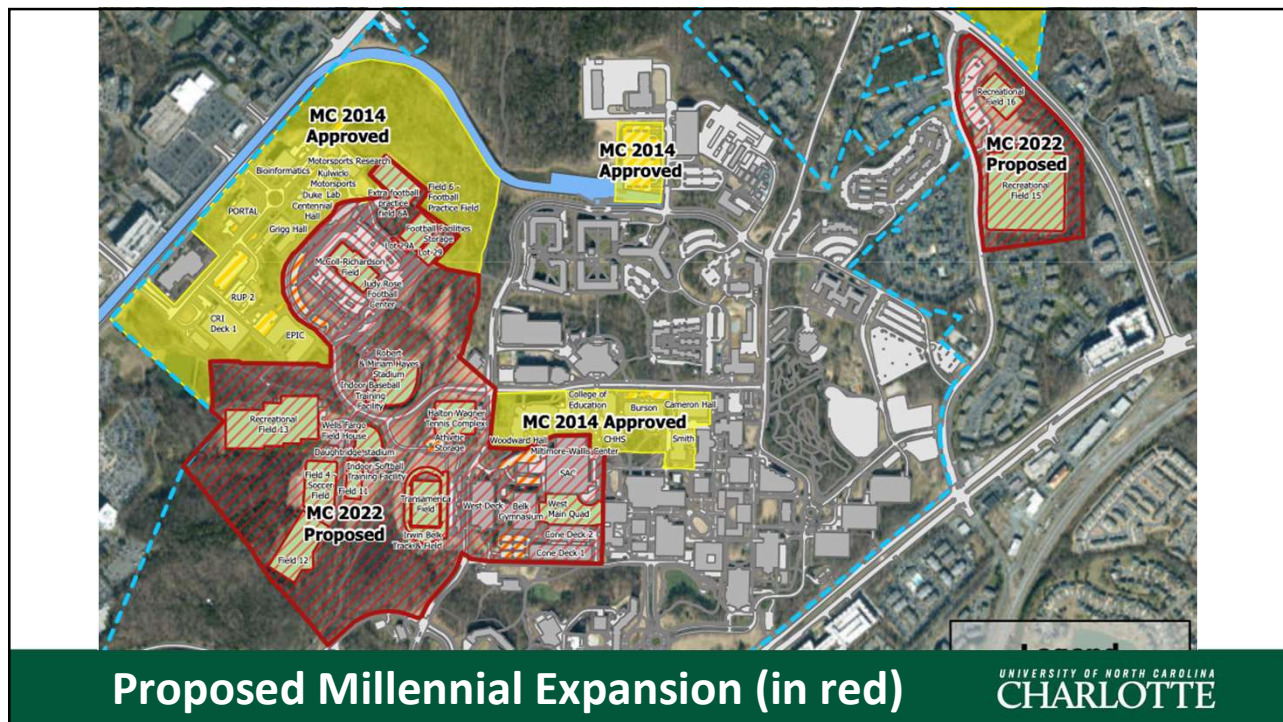 MC 2014
Approved
Motorsports Research
Bioinformatics
Kulwicki
Motorsports
Duke Lab
Centennial
Hall
PORTAL
Grigg Hall
Extra football
practice
field 6A
Field 6 -
Football
Practice Field
Football Facilities
Storage
Lot 29A
Lot 29
McColl-Richardson
Field
Judy Rose
Football
Center
RUP 2
CRI
Deck 1
EPIC
MC 2014
Approved
Recreational
Field 16
MC 2022
Proposed
Recreational
Field 15
Robert
& Miriam Hayes
Stadium
Indoor Baseball
Training
Facility
Recreational
Field 13
Wells Fargo
Field House
Halton-Wagner
Tennis Complex
Athletic
Storage
Daughtridge stadium
Indoor Softball
Training Facility
Field 4 -
Soccer
Field
Field 11
MC 2022
Proposed
Field 12
Transamerica
Field
Irwin Belk
Track & Field
College of
Education
Burson
Cameron Hall
MC 2014 Approved
Woodward Hall
CHHS
Smith
Miltimore-Wallis Center
SAC
West Deck
Belk
Gymnasium
West
Main Quad
Cone Deck 2
Cone Deck 1
Legend
Proposed Millennial Expansion (in red)
UNIVERSITY OF NORTH CAROLINA
CHARLOTTE